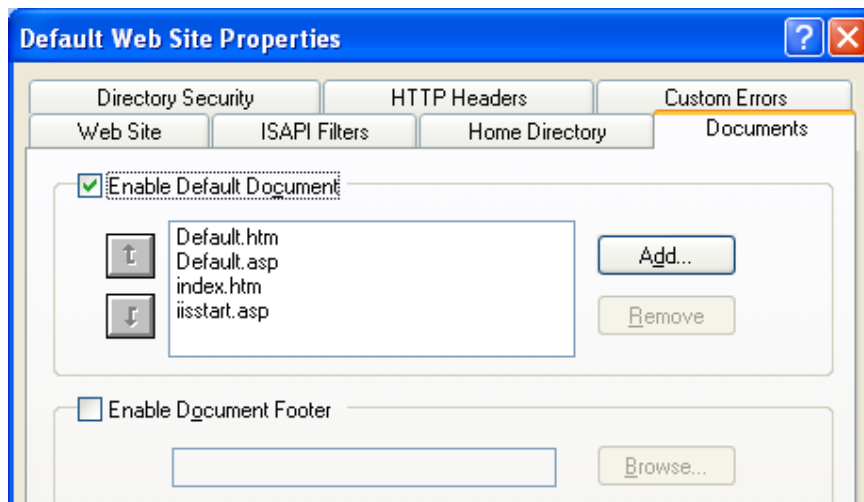 Default Web Site Properties
Directory Security HTTP Headers Custom Errors
Web Site ISAPI Filters Home Directory Documents
Enable Default Document
Default.htm
Default.asp
index.htm
iisstart.asp
Add...
Remove
Enable Document Footer
Browse...